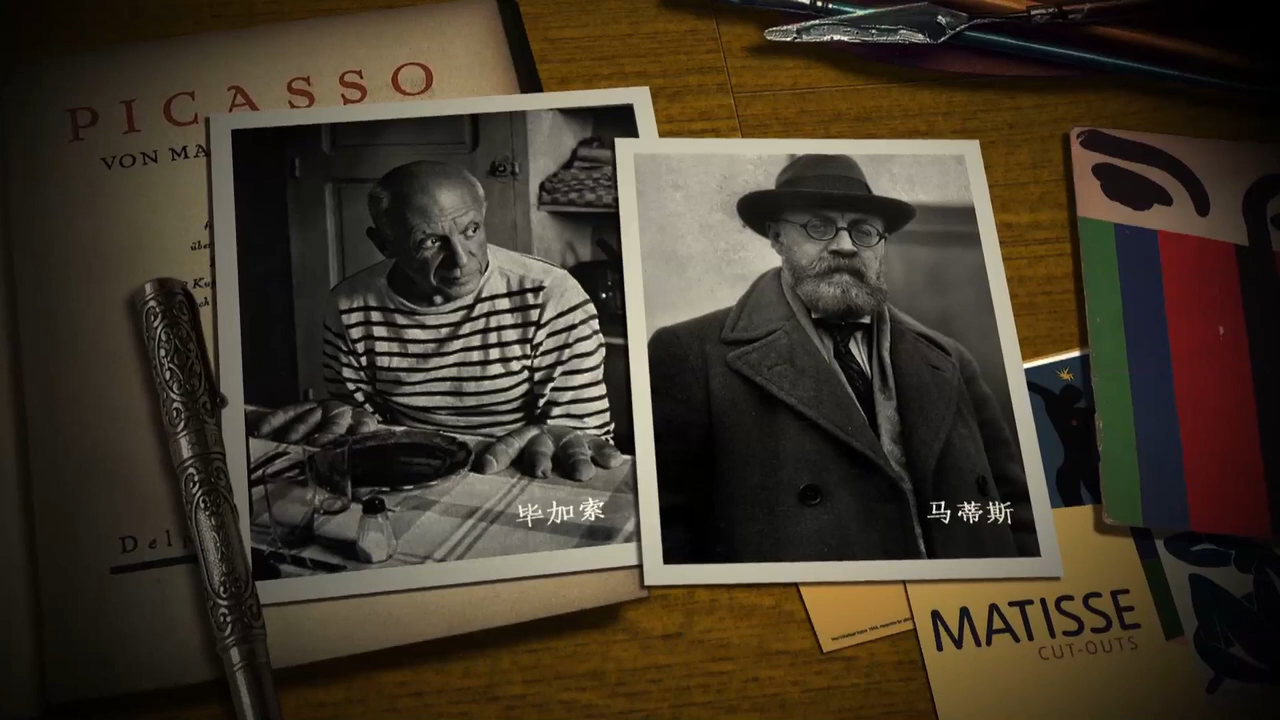 PICASSO
VON MA
毕加索
马蒂斯
MATISSE
CUT-OUTS